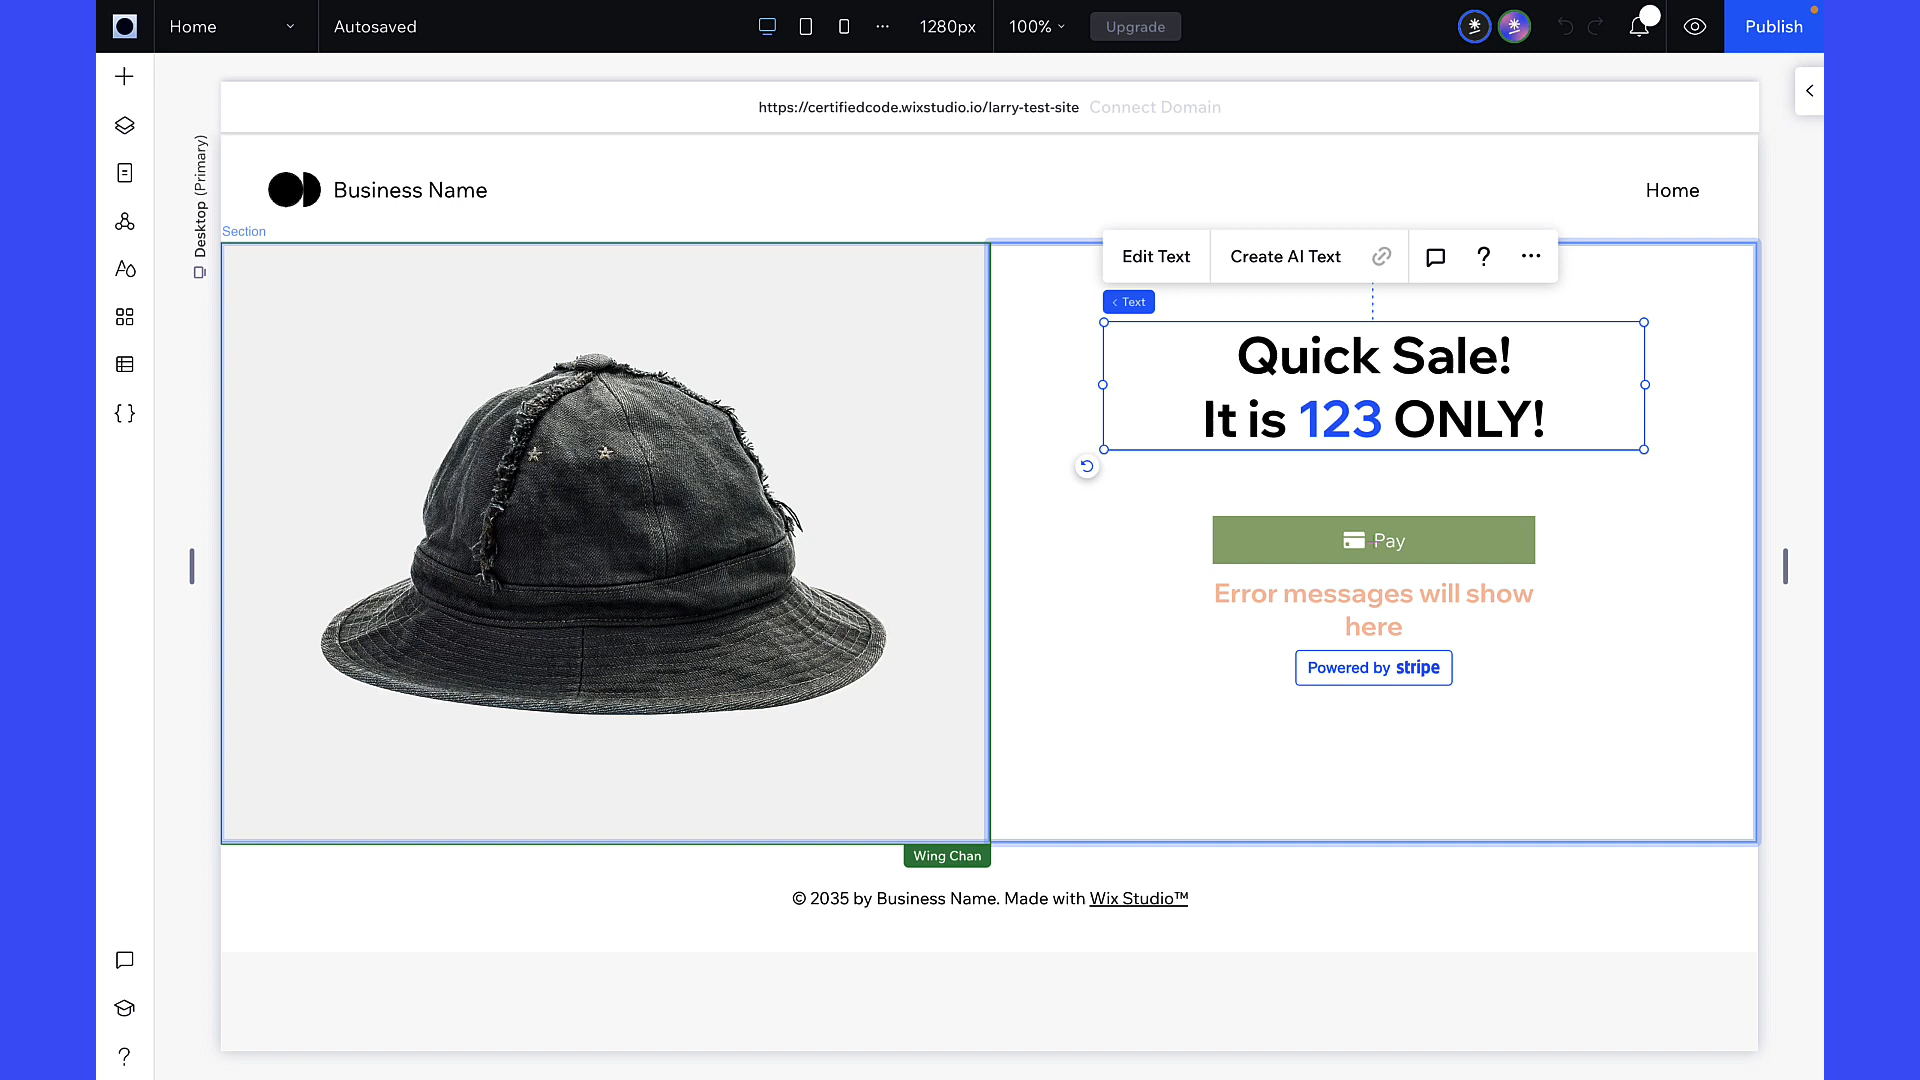 Home
Autosaved
1280px
100%
Upgrade
Publish
https://certifiedcode.wixstudio.io/larry-test-site Connect Domain
Desktop (Primary)
Business Name
Home
Section
Edit Text
Create AI Text
?
< Text
Quick Sale!
It is 123 ONLY!
Pay
Error messages will show
here
Powered by stripe
Wing Chan
© 2035 by Business Name. Made with Wix Studio™
?